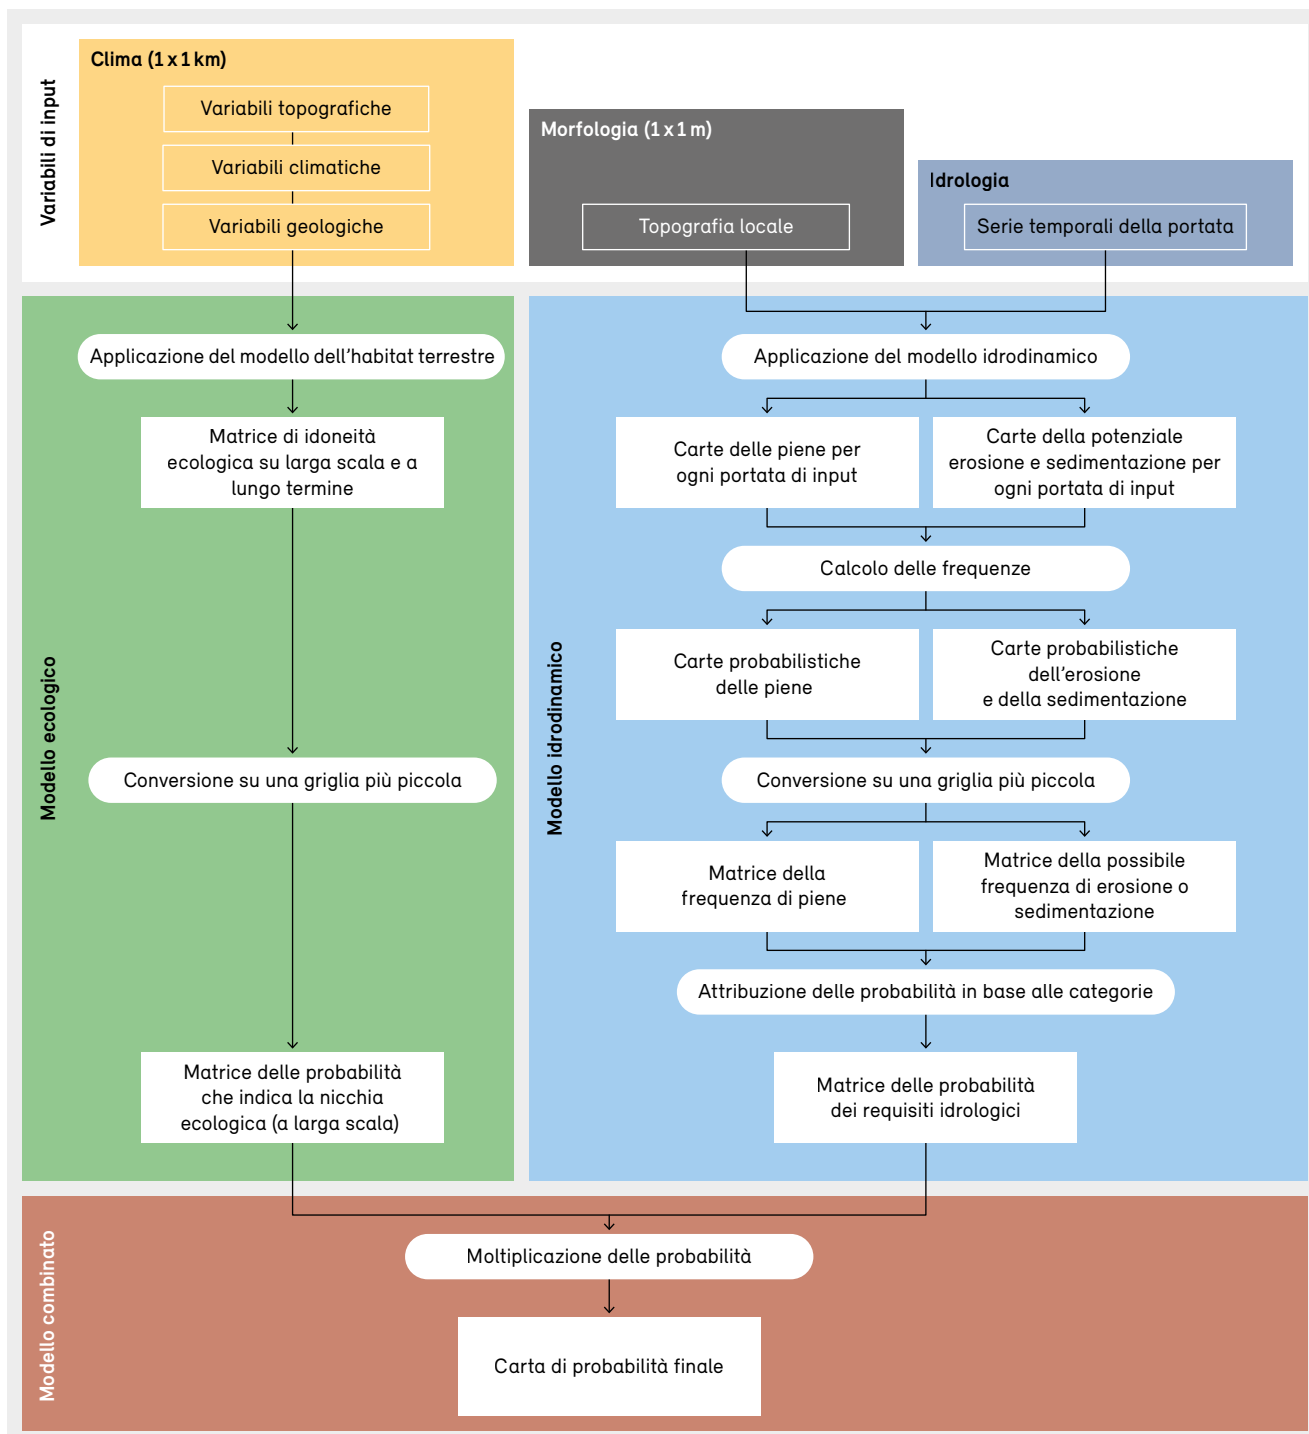 Variabili di input
Clima (1 x 1 km)
Variabili topografiche
Variabili climatiche
Variabili geologiche
Morfologia (1 x 1 m)
Topografia locale
Idrologia
Serie temporali della portata
Modello ecologico
Applicazione del modello dell'habitat terrestre
Matrice di idoneità
ecologica su larga scala e a
lungo termine
Conversione su una griglia più piccola
Matrice delle probabilità
che indica la nicchia
ecologica (a larga scala)
Modello idrodinamico
Applicazione del modello idrodinamico
Carte delle piene per
ogni portata di input
Carte della potenziale
erosione e sedimentazione per
ogni portata di input
Calcolo delle frequenze
Carte probabilistiche
delle piene
Carte probabilistiche
dell'erosione
e della sedimentazione
Conversione su una griglia più piccola
Matrice della
frequenza di piene
Matrice della possibile
frequenza di erosione o
sedimentazione
Attribuzione delle probabilità in base alle categorie
Matrice delle probabilità
dei requisiti idrologici
Modello combinato
Moltiplicazione delle probabilità
Carta di probabilità finale